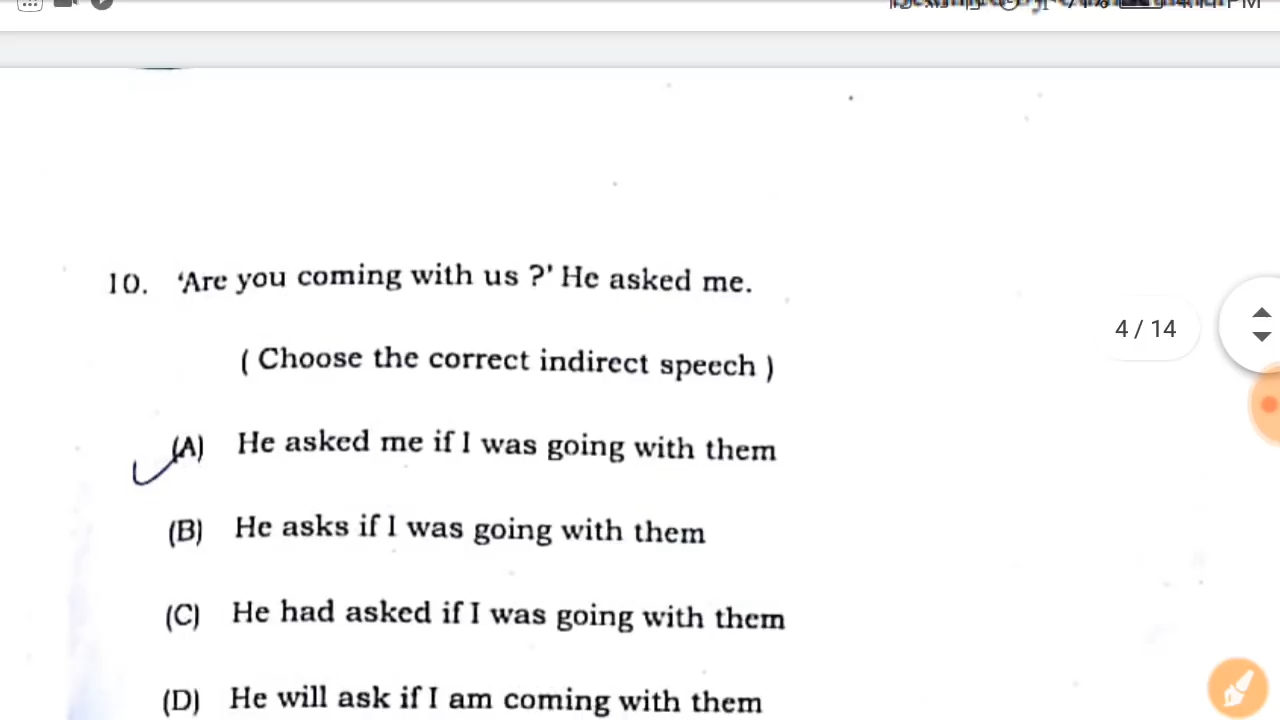 10. 'Are you coming with us ?' He asked me.
( Choose the correct indirect speech )
4 / 14
(A) He asked me if I was going with them
(B) He asks if I was going with them
(C) He had asked if I was going with them
(D) He will ask if I am coming with them